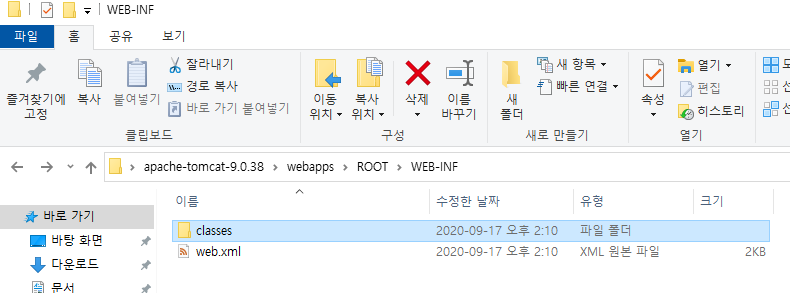 WEB-INF
파일 홈 공유 보기
즐겨찾기에 고정
복사
붙여넣기
잘라내기
경로 복사
바로 가기 붙여넣기
클립보드
이동 위치
복사 위치
삭제
이름 바꾸기
구성
새 폴더
새 항목
빠른 연결
새로 만들기
속성
열기
편집
히스토리
열기
모
선
선
apache-tomcat-9.0.38 > webapps > ROOT > WEB-INF
이름 수정한 날짜 유형 크기
바로 가기
바탕 화면
다운로드
문서
classes 2020-09-17 오후 2:10 파일 폴더
web.xml 2020-09-17 오후 2:10 XML 원본 파일 2KB